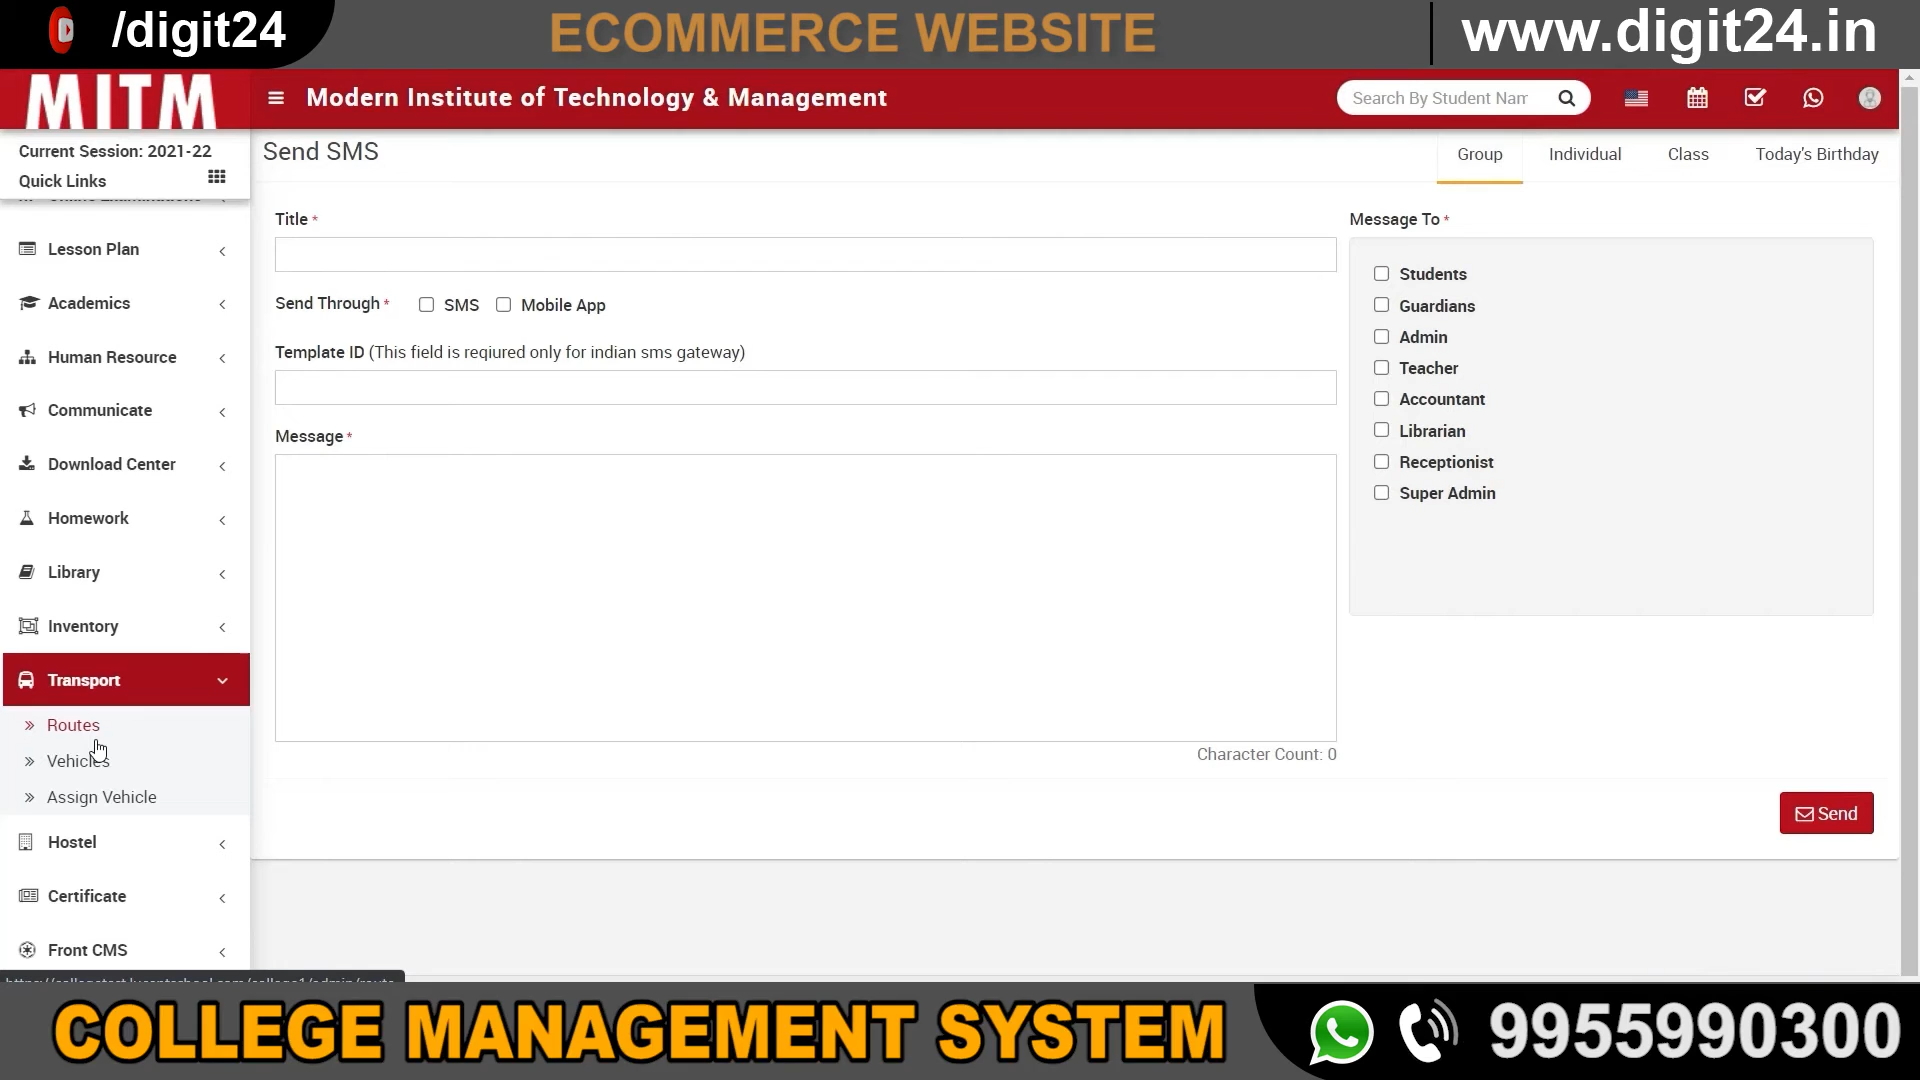 /digit24
ECOMMERCE WEBSITE
www.digit24.in
MITM
Modern Institute of Technology & Management
Search By Student Nam
Current Session: 2021-22
Quick Links
Send SMS
Group
Individual
Class
Today's Birthday
Online Examinations
Lesson Plan
Academics
Human Resource
Communicate
Download Center
Homework
Library
Inventory
Transport
Routes
Vehicles
Assign Vehicle
Hostel
Certificate
Front CMS
Title *
Send Through * SMS Mobile App
Template ID (This field is reqiured only for indian sms gateway)
Message *
Character Count: 0
Message To *
Students
Guardians
Admin
Teacher
Accountant
Librarian
Receptionist
Super Admin
Send
COLLEGE MANAGEMENT SYSTEM
9955990300